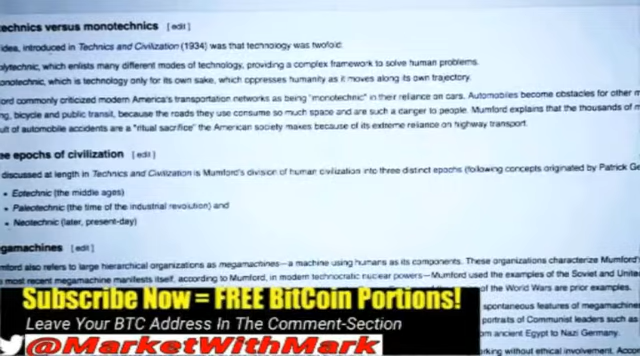 echnics versus monotechnics [ edit ]
idea, introduced in Technics and Civilization (1934) was that technology was twofold:
olytechnic, which enlists many different modes of technology, providing a complex framework to solve human problems.
onotechnic, which is technology only for its own sake, which oppresses humanity as it moves along its own trajectory.
ord commonly criticized modern America's transportation networks as being "monotechnic" in their reliance on cars. Automobiles become obstacles for other m
ng, bicycle and public transit, because the roads they use consume so much space and are such a danger to people. Mumford explains that the thousands of m
ult of automobile accidents are a "ritual sacrifice" the American society makes because of its extreme reliance on highway transport.
ee epochs of civilization [ edit ]
discussed at length in Technics and Civilization is Mumford's division of human civilization into three distinct epochs (following concepts originated by Patrick Ge
• Eotechnic (the middle ages)
• Paleotechnic (the time of the industrial revolution) and
• Neotechnic (later, present-day)
gamachines [ edit ]
mford also refers to large hierarchical organizations as megamachines—a machine using humans as its components. These organizations characterize Mumford's
most recent megamachine manifests itself, according to Mumford, in modern technocratic nuclear powers—Mumford used the examples of the Soviet and Unite
of the World Wars are prior examples.
spontaneous features of megamachine
portraits of Communist leaders such as
m ancient Egypt to Nazi Germany.
rking without ethical involvement. Acco
Subscribe Now = FREE BitCoin Portions!
Leave Your BTC Address In The Comment-Section
@MarketWithMark